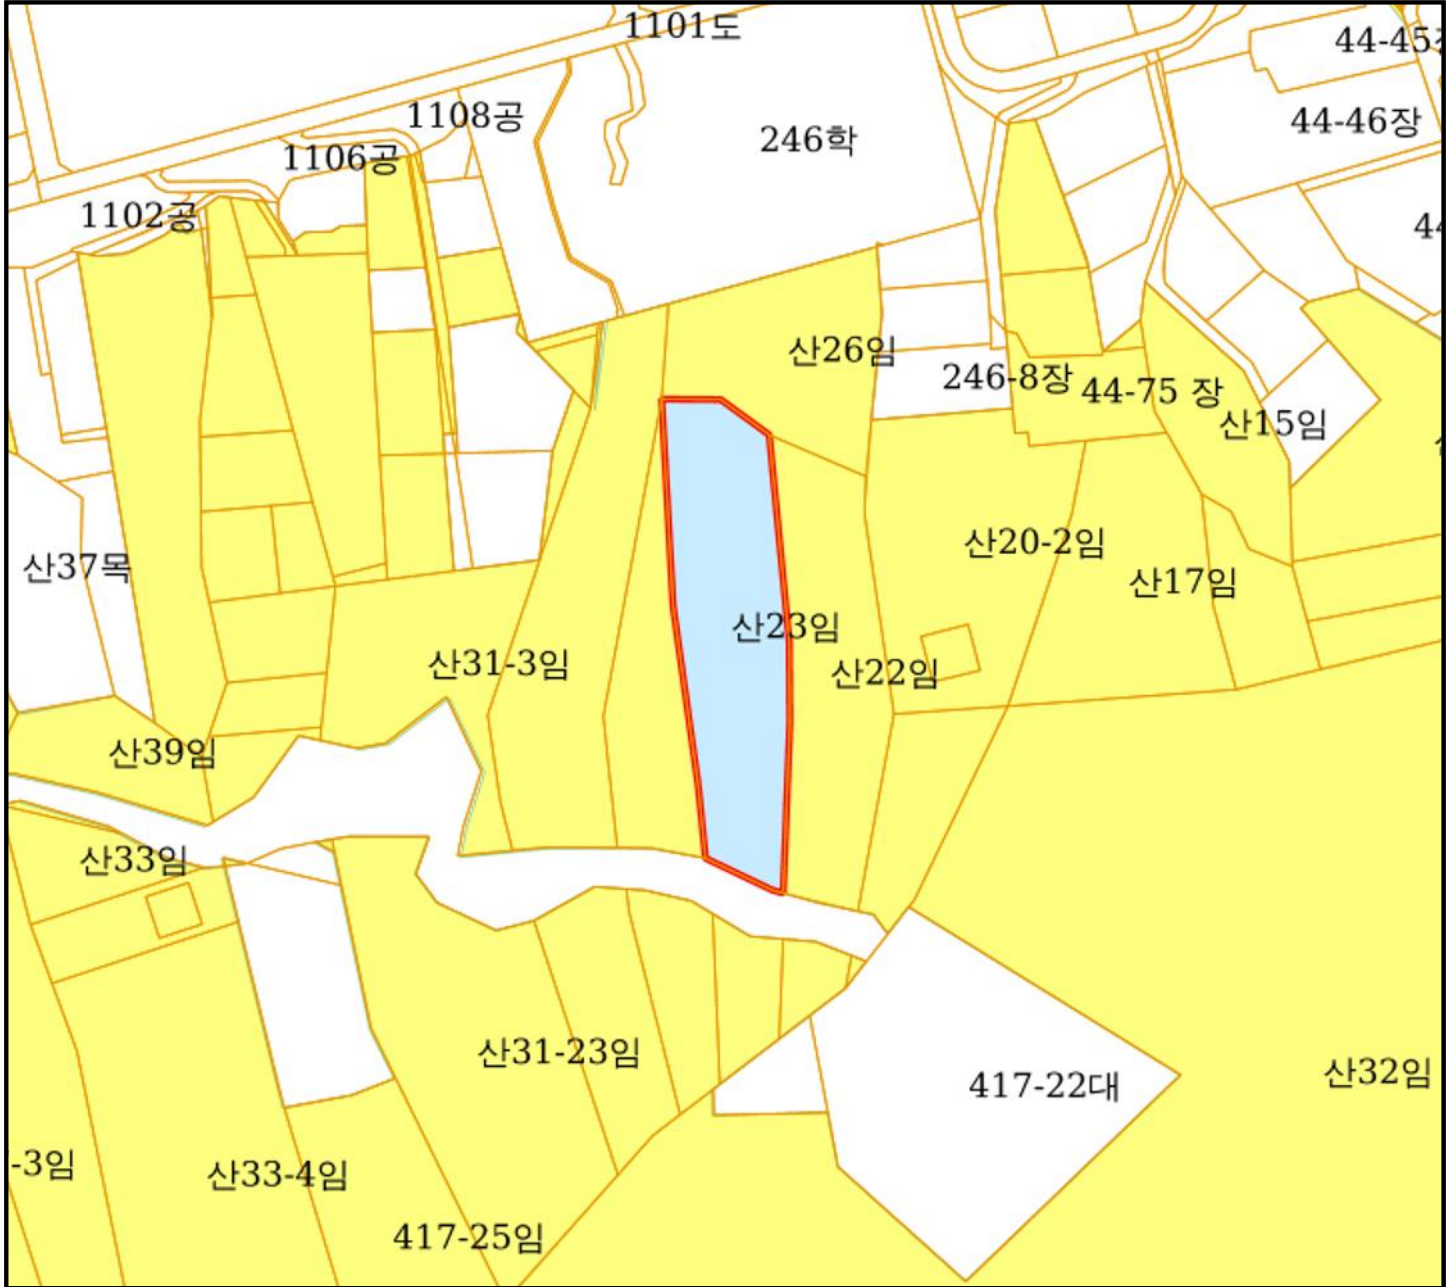 1101도
44-45
1108공
246학
44-46장
1106공
1102공
44
산26임
246-8장
44-75 장
산15임
산37목
산20-2임
산17임
산23임
산31-3임
산22임
산39임
산33임
산31-23임
417-22대
산32임
-3임
산33-4임
417-25임